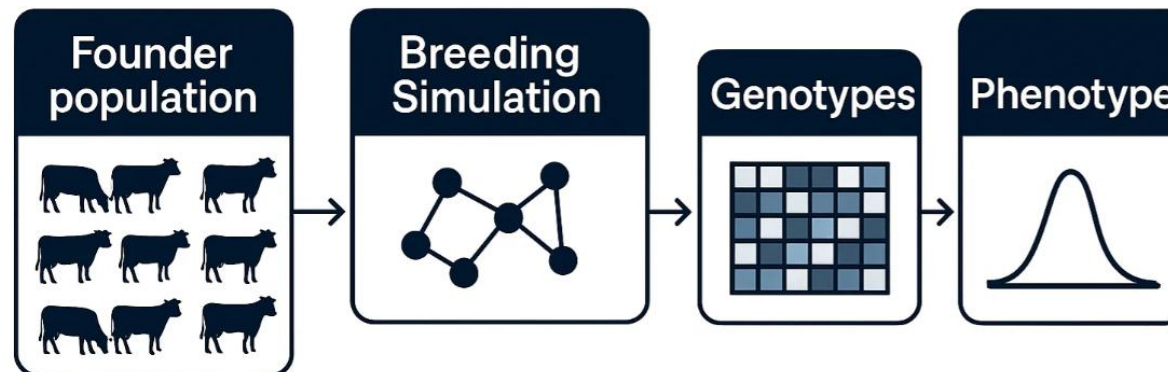 Founder
population
Breeding
Simulation
Genotypes
Phenotype